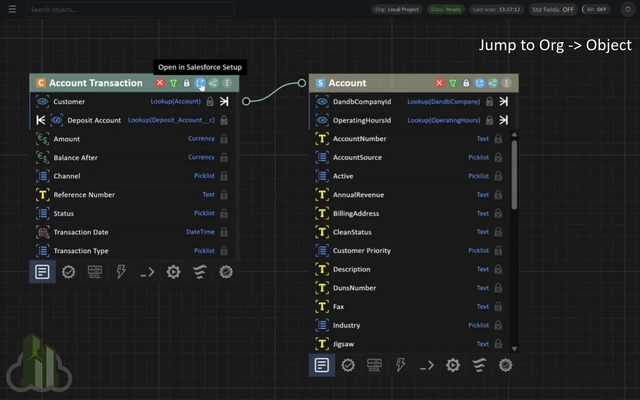 Search objects...
Org: Local Project
Data: Ready
Last scan: 13:27:12
Std fields: OFF
AI: OFF
Jump to Org -> Object
Open in Salesforce Setup
C Account Transaction
Customer Lookup(Account)
Deposit Account Lookup(Deposit_Account__c)
Amount Currency
Balance After Currency
Channel Picklist
Reference Number Text
Status Picklist
Transaction Date DateTime
Transaction Type Picklist
S Account
DandbCompanyId Lookup(DandbCompany)
OperatingHoursId Lookup(OperatingHours)
AccountNumber Text
AccountSource Picklist
Active Picklist
AnnualRevenue Text
BillingAddress Text
CleanStatus Text
Customer Priority Picklist
Description Text
DunsNumber Text
Fax Text
Industry Picklist
Jigsaw Text